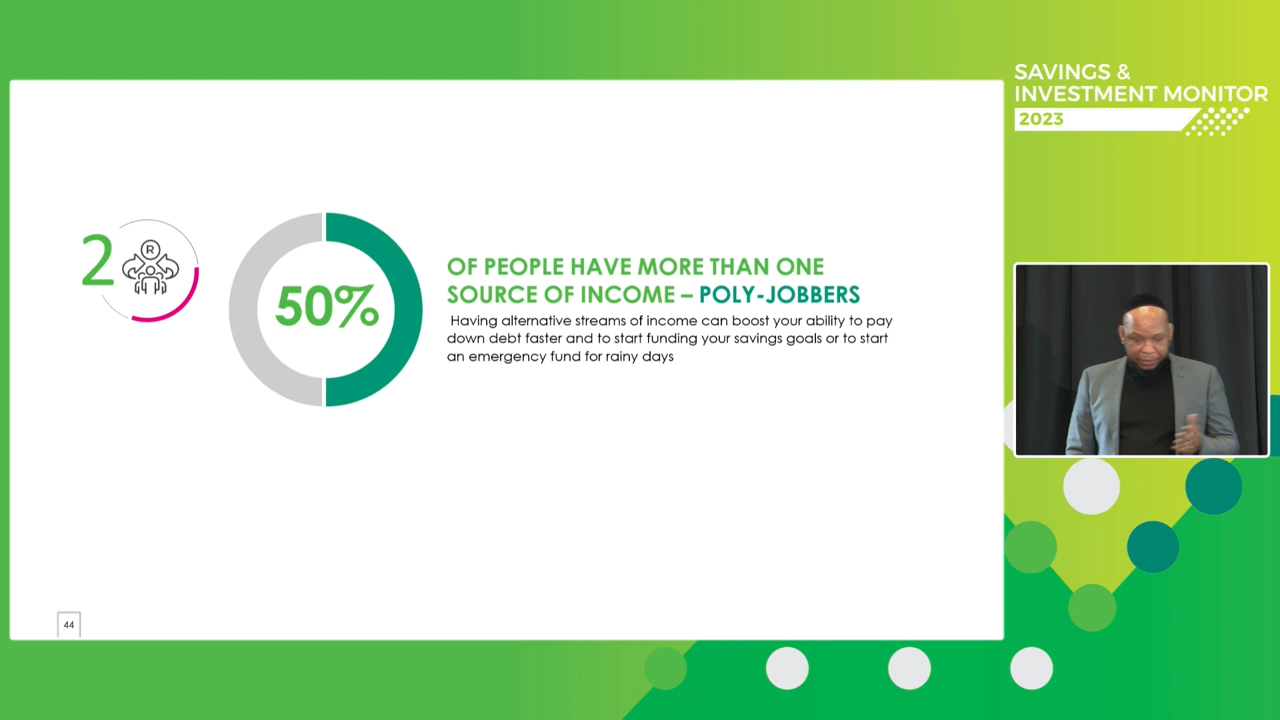 SAVINGS &
INVESTMENT MONITOR
2023
2
R
50%
OF PEOPLE HAVE MORE THAN ONE
SOURCE OF INCOME – POLY-JOBBERS
Having alternative streams of income can boost your ability to pay
down debt faster and to start funding your savings goals or to start
an emergency fund for rainy days
44